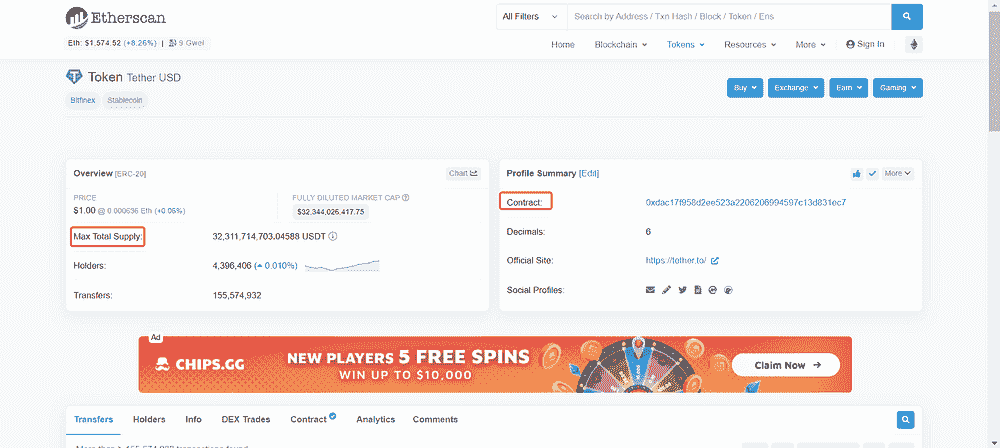 Etherscan
All Filters Search by Address / Txn Hash / Block / Token / Ens
Eth: $1,574.52 (+8.26%) | 9 Gwei
Home Blockchain Tokens Resources More Sign In
Token Tether USD
Bitfinex Stablecoin
Buy Exchange Earn Gaming
Overview [ERC-20] Chart
PRICE
$1.00 @ 0.000636 Eth (+0.06%)
FULLY DILUTED MARKET CAP
$32,344,026,417.75
Max Total Supply: 32,311,714,703.04588 USDT
Holders: 4,396,406 (0.010%)
Transfers: 155,574,932
Profile Summary [Edit] More
Contract: 0xdac17f958d2ee523a2206206994597c13d831ec7
Decimals: 6
Official Site: https://tether.to/
Social Profiles:
Ad
CHIPS.GG
NEW PLAYERS 5 FREE SPINS
WIN UP TO $10,000
Claim Now
Transfers Holders Info DEX Trades Contract Analytics Comments